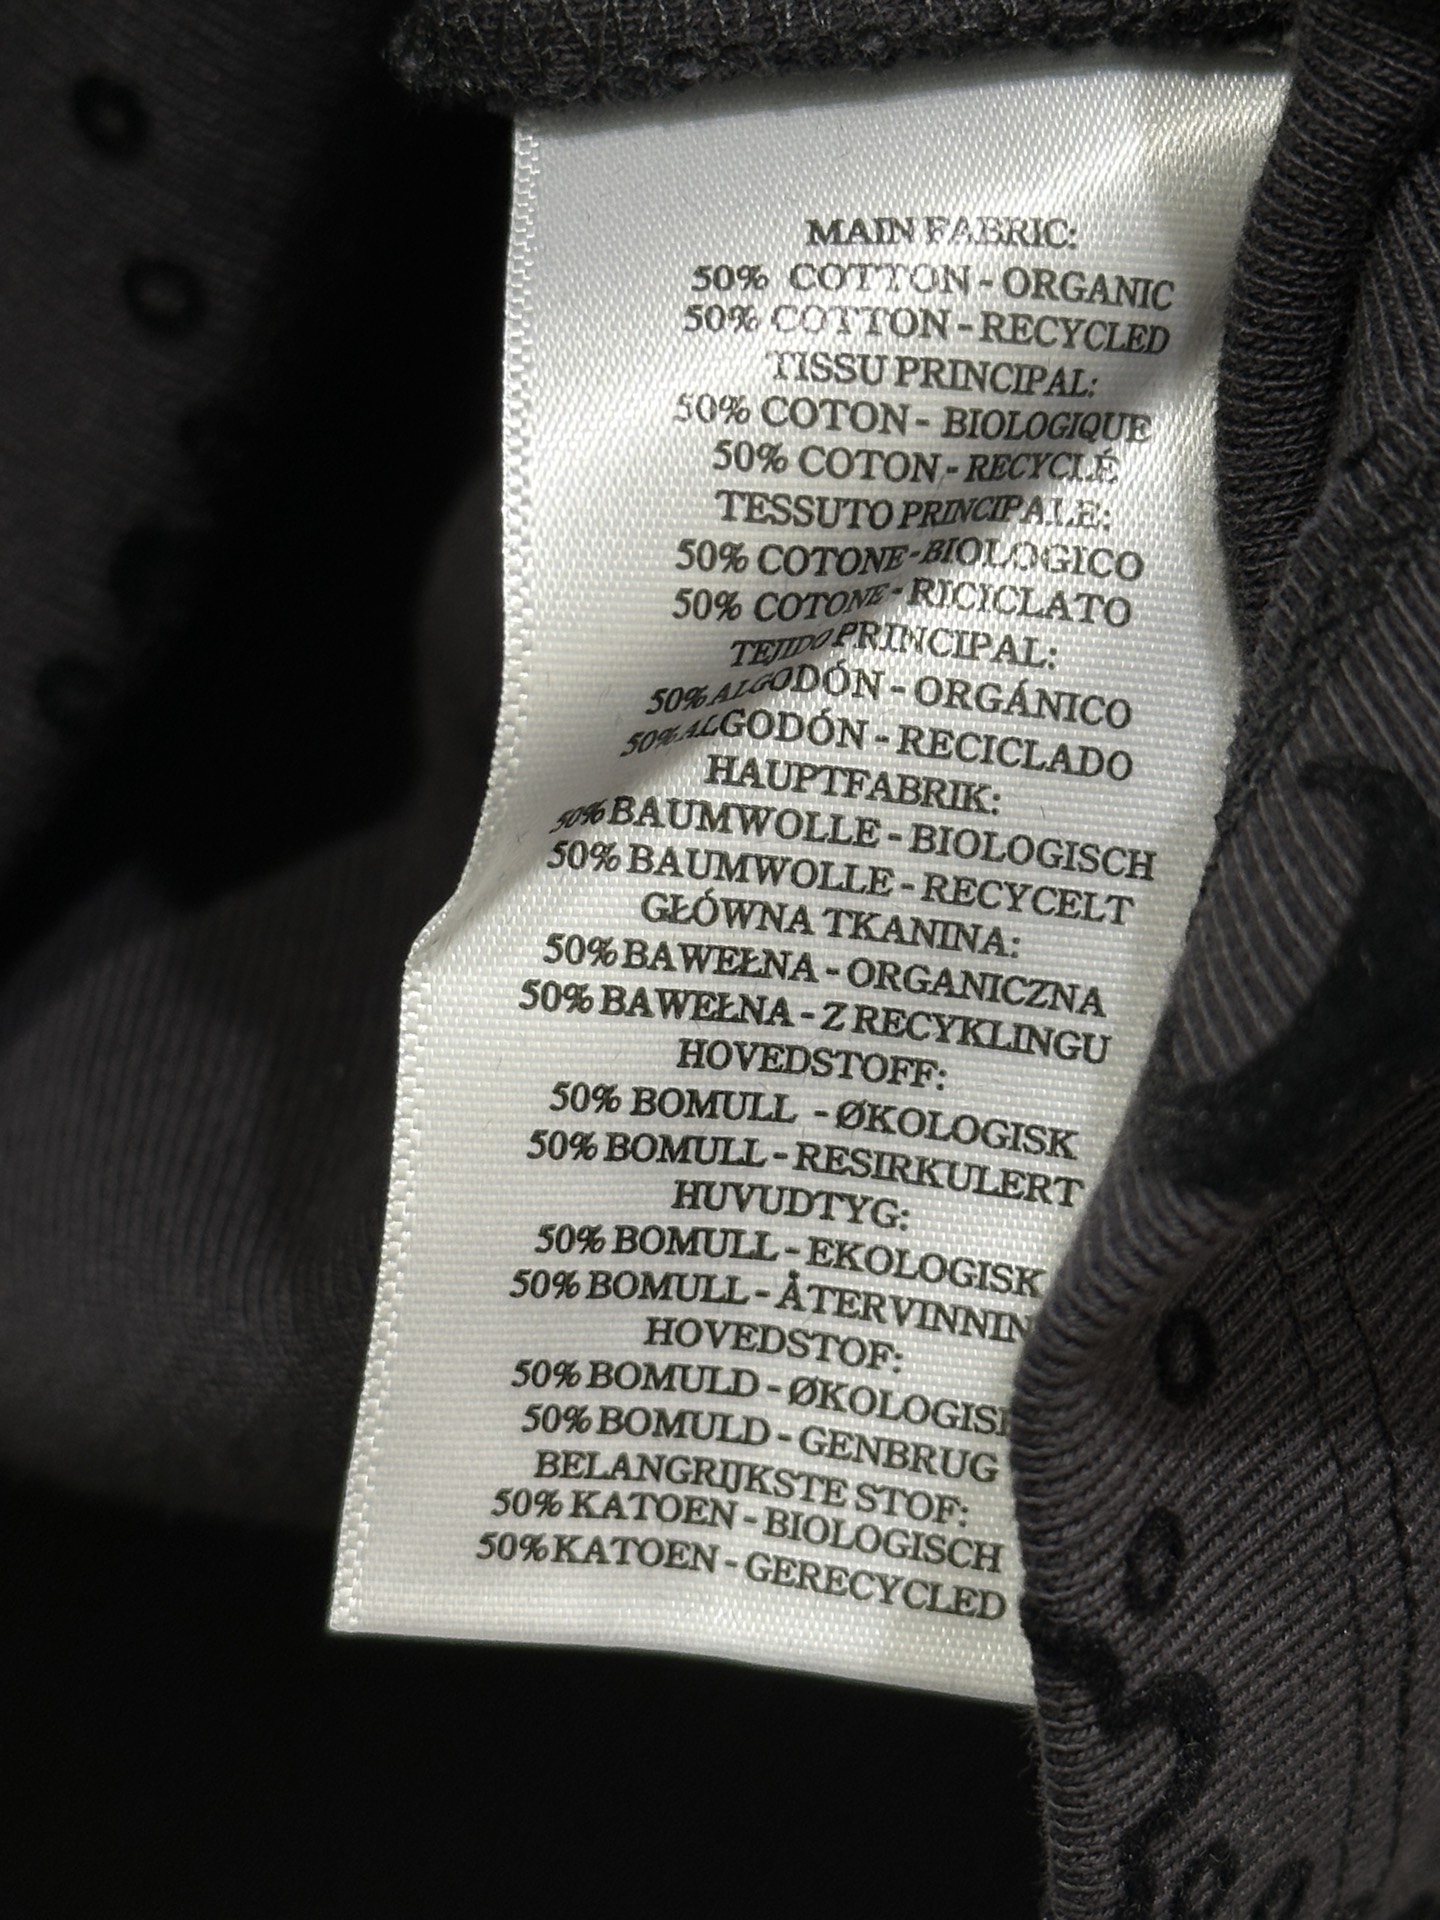 MAIN FABRIC:
50% COTTON - ORGANIC
50% COTTON - RECYCLED
TISSU PRINCIPAL:
50% COTON - BIOLOGIQUE
50% COTON - RECYCLÉ
TESSUTO PRINCIPALE:
50% COTONE - BIOLOGICO
50% COTONE - RICICLATO
TEJIDO PRINCIPAL:
50% ALGODÓN - ORGÁNICO
50% ALGODÓN - RECICLADO
HAUPTFABRIK:
50% BAUMWOLLE - BIOLOGISCH
50% BAUMWOLLE - RECYCELT
GŁÓWNA TKANINA:
50% BAWEŁNA - ORGANICZNA
50% BAWEŁNA - Z RECYKLINGU
HOVEDSTOFF:
50% BOMULL - ØKOLOGISK
50% BOMULL - RESIRKULERT
HUVUDTYG:
50% BOMULL - EKOLOGISK
50% BOMULL - ÅTERVINNIN
HOVEDSTOF:
50% BOMULD - ØKOLOGIS
50% BOMULD - GENBRUG
BELANGRIJKSTE STOF:
50% KATOEN - BIOLOGISCH
50% KATOEN - GERECYCLED